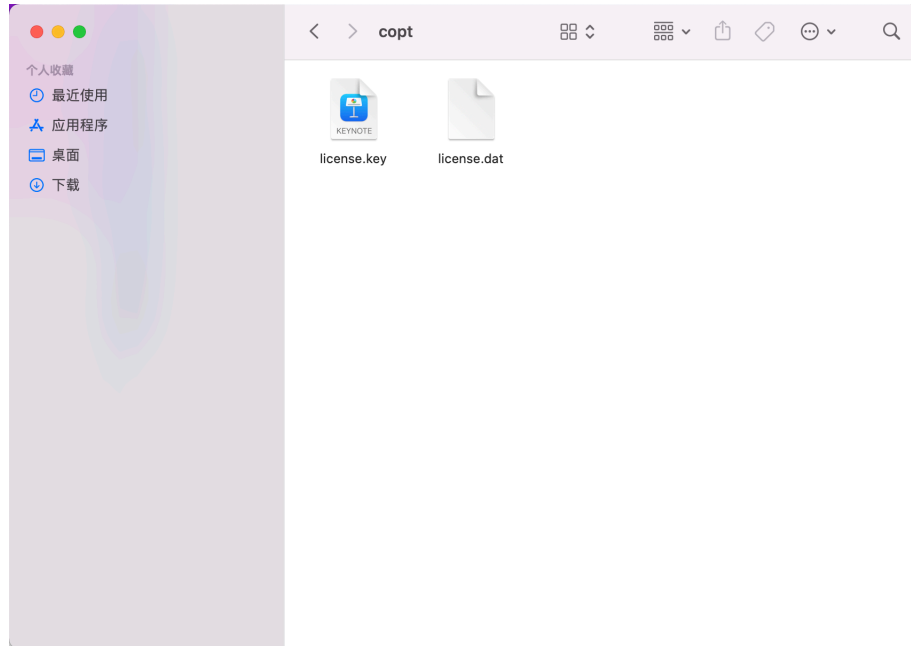 copt
个人收藏
最近使用
应用程序
桌面
下载
KEYNOTE
license.key
license.dat